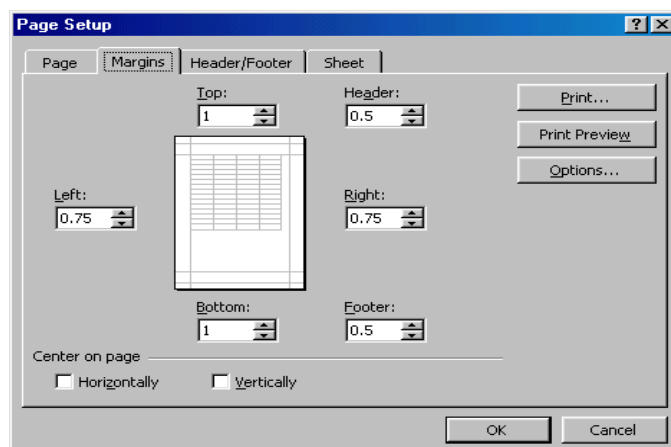 Page Setup
Page Margins Header/Footer Sheet
Top: Header:
1 0.5
Print...
Print Preview
Options...
Left: Right:
0.75 0.75
Bottom: Footer:
1 0.5
Center on page
Horizontally Vertically
OK Cancel